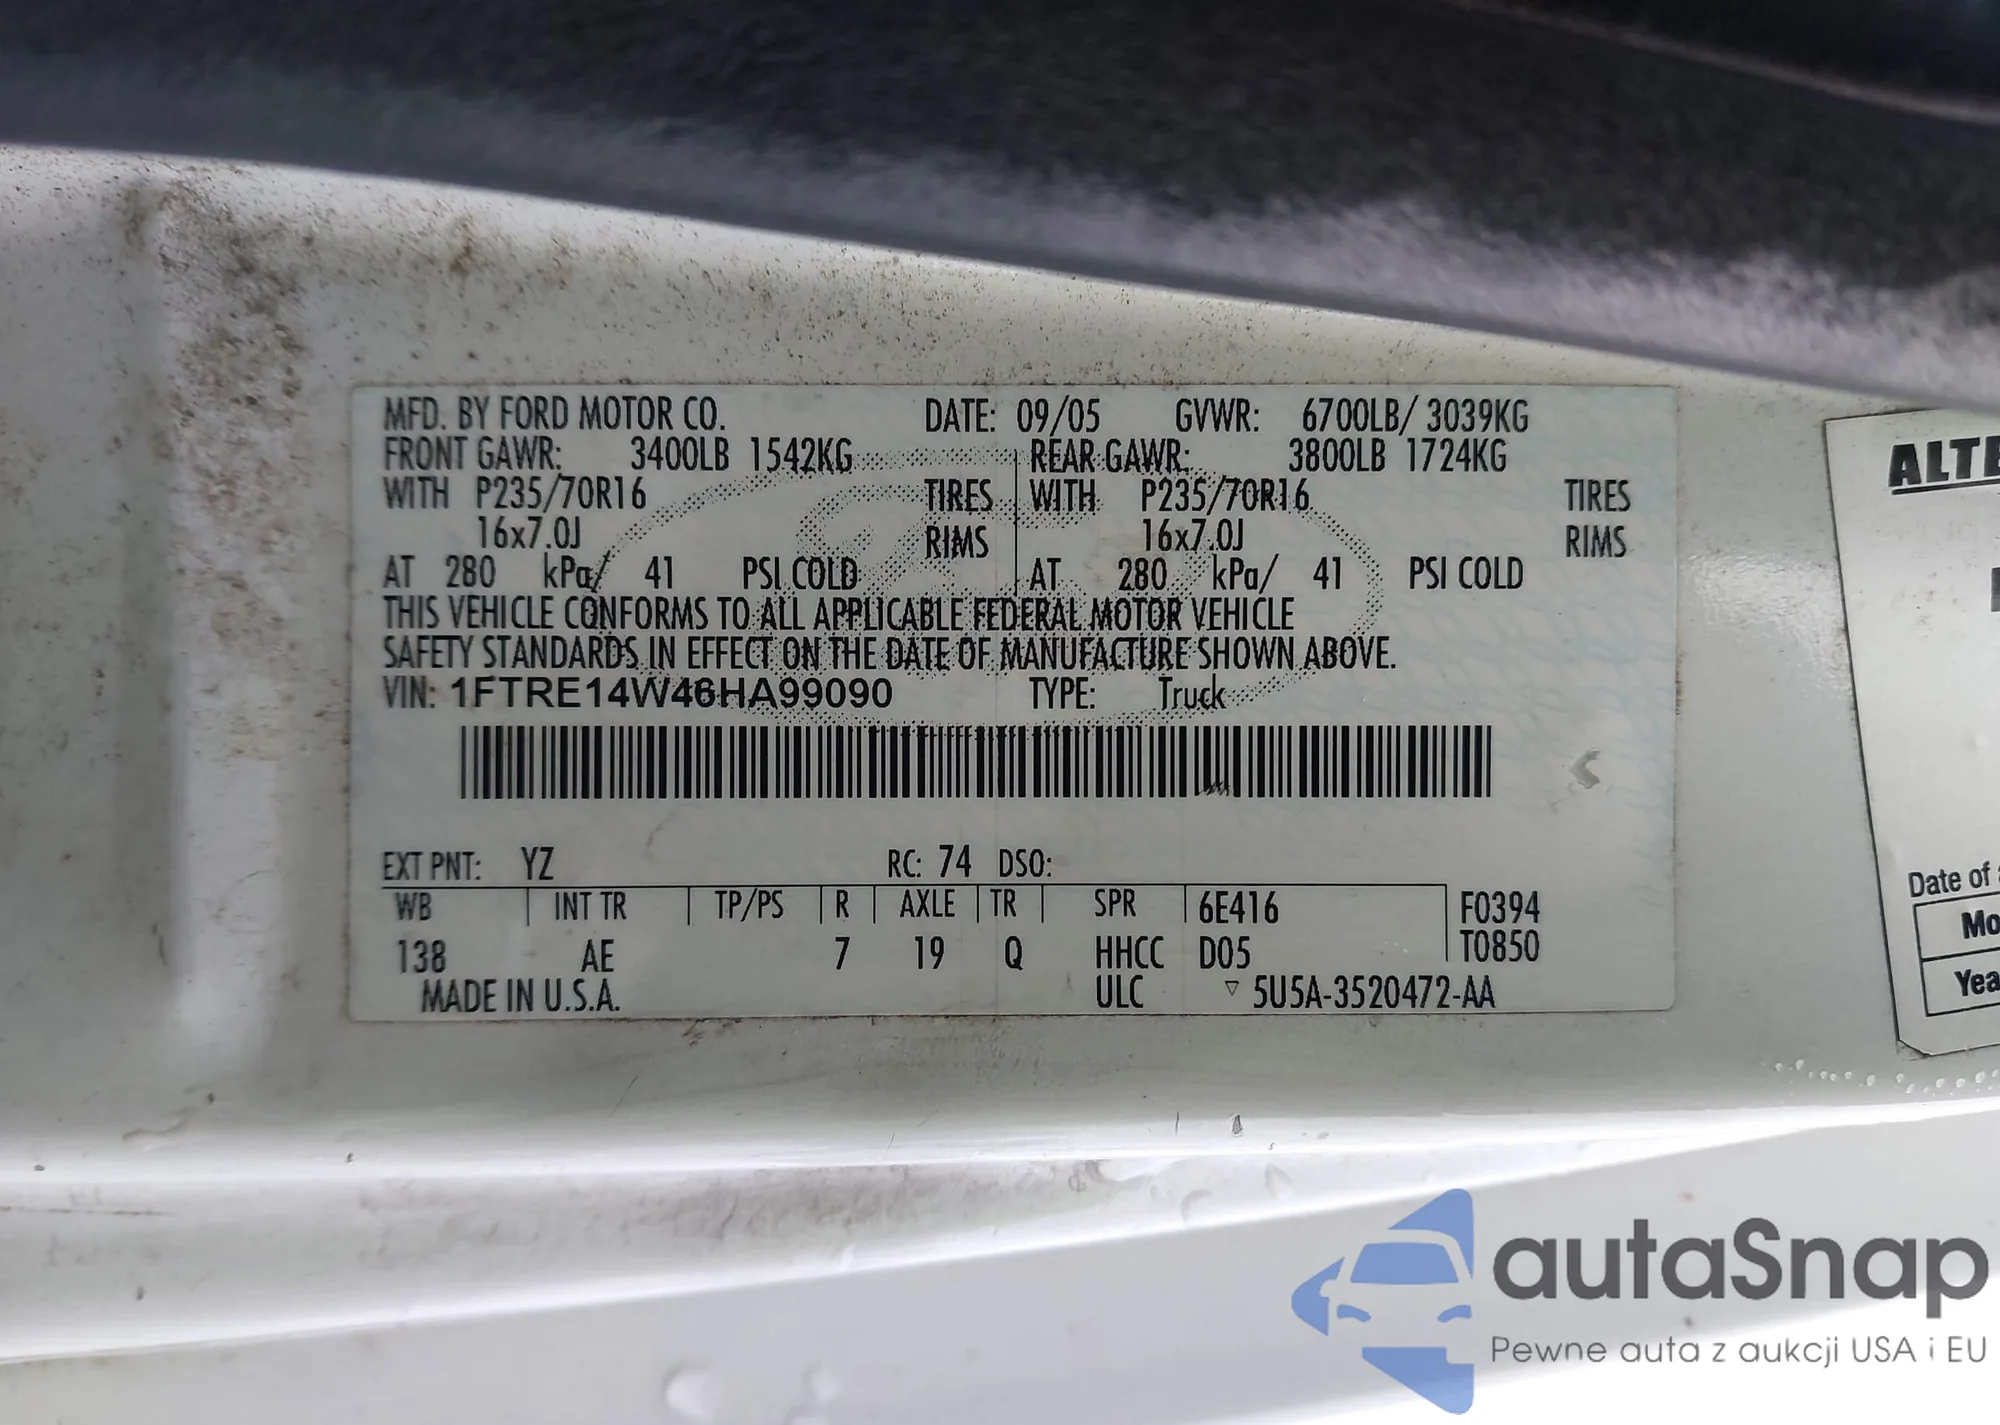 MFD. BY FORD MOTOR CO. DATE: 09/05 GVWR: 6700LB/ 3039KG
FRONT GAWR: 3400LB 1542KG REAR GAWR: 3800LB 1724KG
WITH P235/70R16 TIRES WITH P235/70R16 TIRES
16x7.0J RIMS 16x7.0J RIMS
AT 280 kPa/ 41 PSI COLD AT 280 kPa/ 41 PSI COLD
THIS VEHICLE CONFORMS TO ALL APPLICABLE FEDERAL MOTOR VEHICLE
SAFETY STANDARDS IN EFFECT ON THE DATE OF MANUFACTURE SHOWN ABOVE.
VIN: 1FTRE14W46HA99090 TYPE: Truck
EXT PNT: YZ RC: 74 DSO:
WB INT TR TP/PS R AXLE TR SPR 6E416 F0394
138 AE 7 19 Q HHCC D05 T0850
MADE IN U.S.A. ULC ▽ 5U5A-3520472-AA
ALTE
Date of
Mo
Yea
autaSnap
Pewne auta z aukcji USA i EU